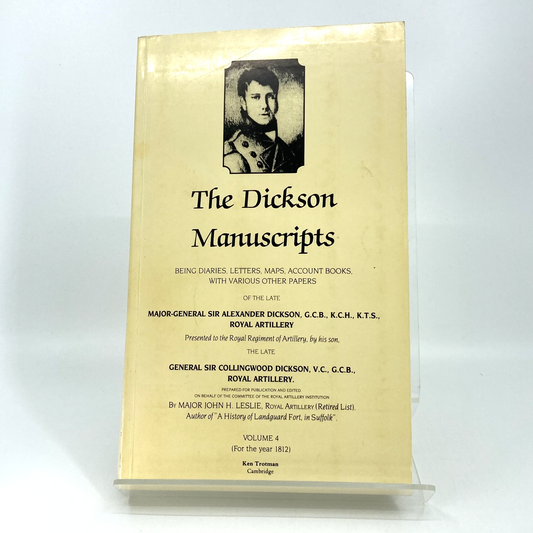 The Dickson
Manuscripts
BEING DIARIES, LETTERS, MAPS, ACCOUNT BOOKS,
WITH VARIOUS OTHER PAPERS
OF THE LATE
MAJOR-GENERAL SIR ALEXANDER DICKSON, G.C.B., K.C.H., K.T.S.,
ROYAL ARTILLERY
Presented to the Royal Regiment of Artillery, by his son,
THE LATE
GENERAL SIR COLLINGWOOD DICKSON, V.C., G.C.B.,
ROYAL ARTILLERY.
PREPARED FOR PUBLICATION AND EDITED
ON BEHALF OF THE COMMITTEE OF THE ROYAL ARTILLERY INSTITUTION
By MAJOR JOHN H. LESLIE, ROYAL ARTILLERY (Retired List).
Author of "A History of Landguard Fort, in Suffolk".
VOLUME 4
(For the year 1812)
Ken Trotman
Cambridge